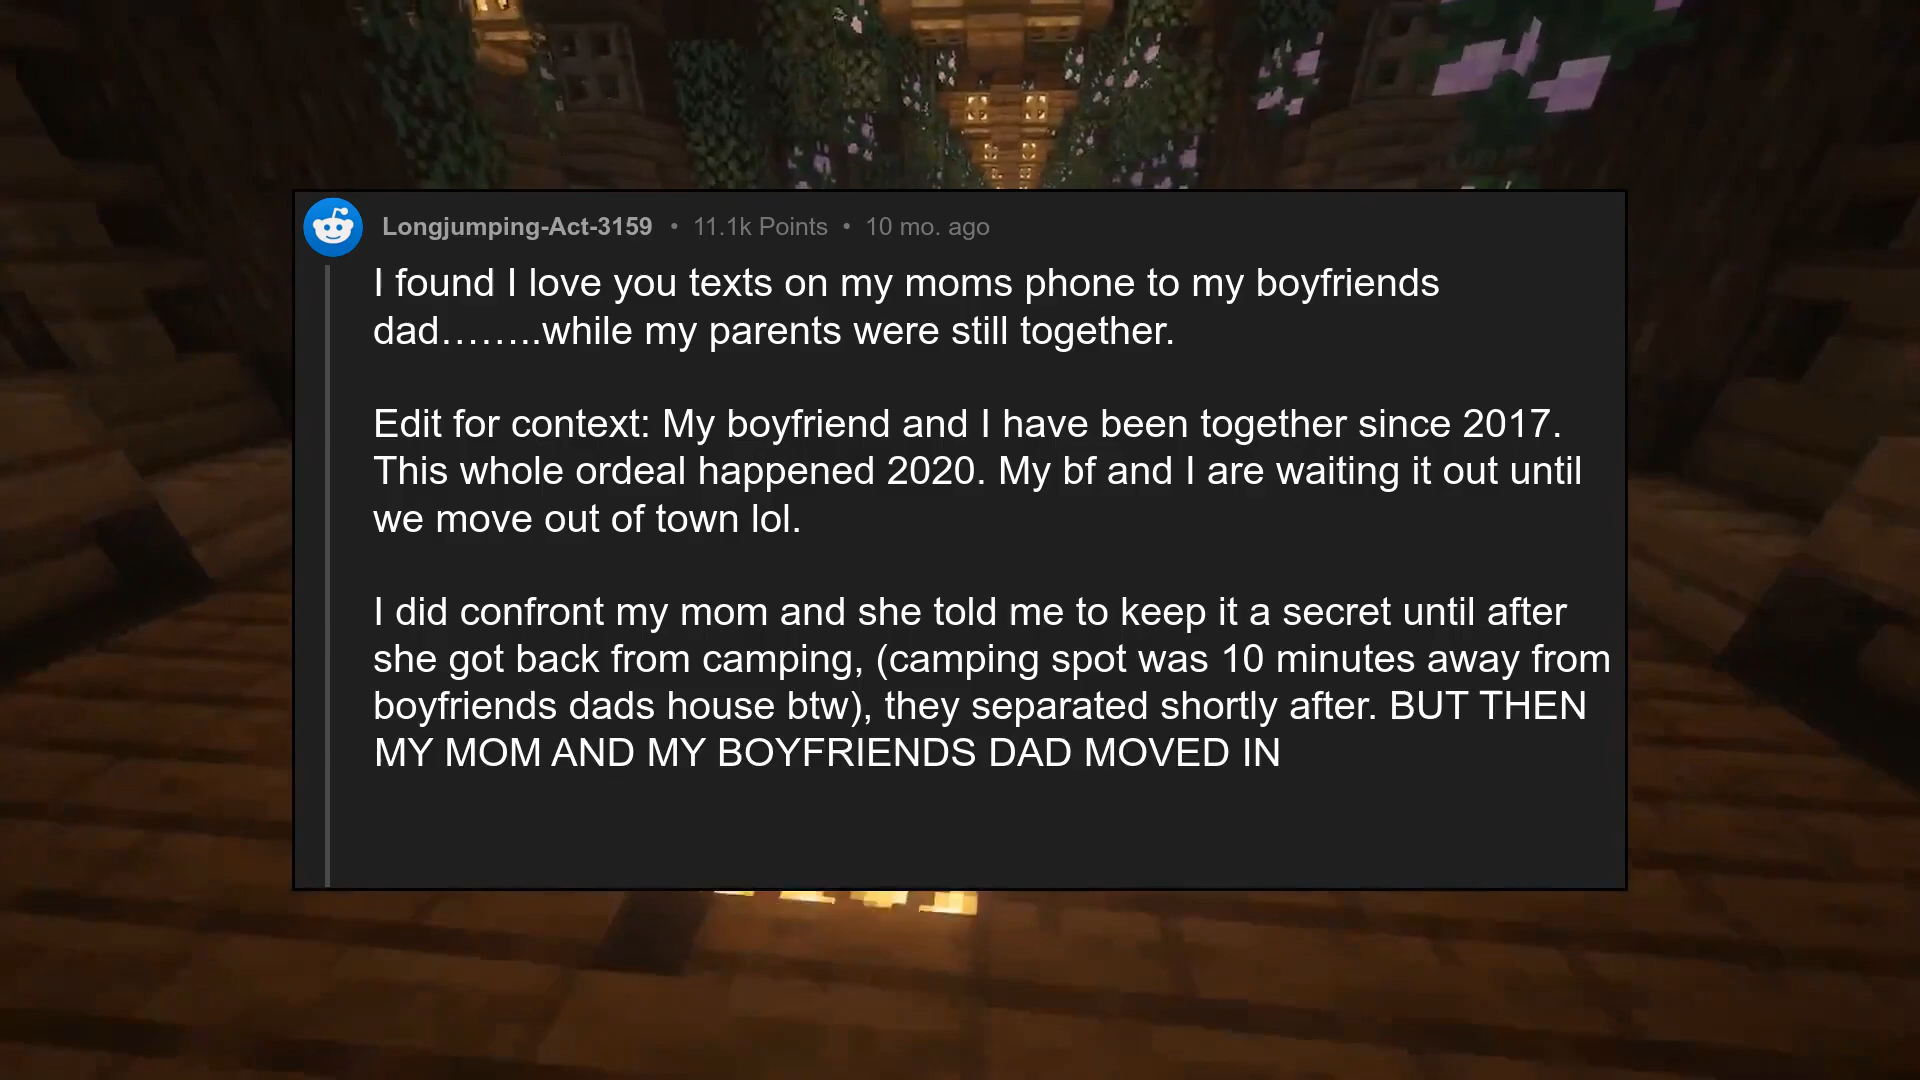 Longjumping-Act-3159 • 11.1k Points • 10 mo. ago
I found I love you texts on my moms phone to my boyfriends
dad……..while my parents were still together.
Edit for context: My boyfriend and I have been together since 2017.
This whole ordeal happened 2020. My bf and I are waiting it out until
we move out of town lol.
I did confront my mom and she told me to keep it a secret until after
she got back from camping, (camping spot was 10 minutes away from
boyfriends dads house btw), they separated shortly after. BUT THEN
MY MOM AND MY BOYFRIENDS DAD MOVED IN